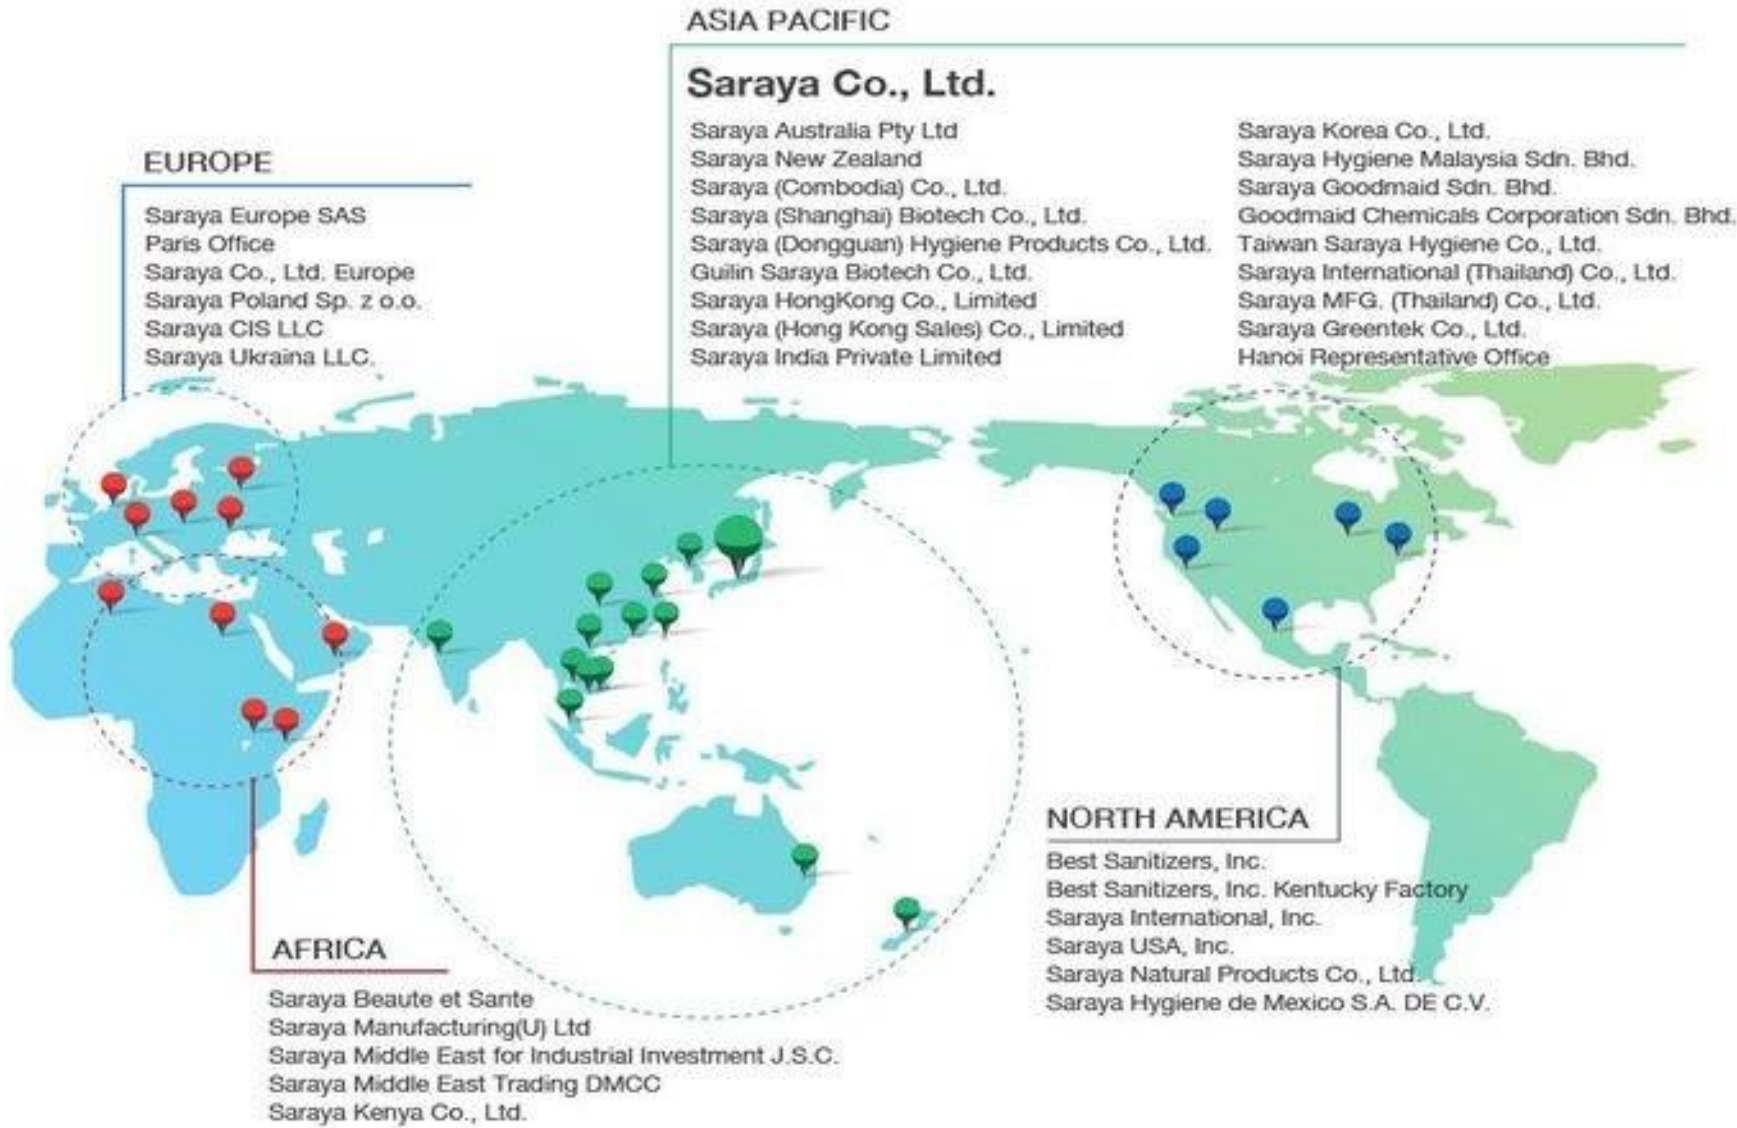 ASIA PACIFIC
Saraya Co., Ltd.
Saraya Australia Pty Ltd
Saraya New Zealand
Saraya (Combodia) Co., Ltd.
Saraya (Shanghai) Biotech Co., Ltd.
Saraya (Dongguan) Hygiene Products Co., Ltd.
Guilin Saraya Biotech Co., Ltd.
Saraya HongKong Co., Limited
Saraya (Hong Kong Sales) Co., Limited
Saraya India Private Limited
Saraya Korea Co., Ltd.
Saraya Hygiene Malaysia Sdn. Bhd.
Saraya Goodmaid Sdn. Bhd.
Goodmaid Chemicals Corporation Sdn. Bhd.
Taiwan Saraya Hygiene Co., Ltd.
Saraya International (Thailand) Co., Ltd.
Saraya MFG. (Thailand) Co., Ltd.
Saraya Greentek Co., Ltd.
Hanoi Representative Office
EUROPE
Saraya Europe SAS
Paris Office
Saraya Co., Ltd. Europe
Saraya Poland Sp. z o.o.
Saraya CIS LLC
Saraya Ukraina LLC.
NORTH AMERICA
Best Sanitizers, Inc.
Best Sanitizers, Inc. Kentucky Factory
Saraya International, Inc.
Saraya USA, Inc.
Saraya Natural Products Co., Ltd.
Saraya Hygiene de Mexico S.A. DE C.V.
AFRICA
Saraya Beaute et Sante
Saraya Manufacturing(U) Ltd
Saraya Middle East for Industrial Investment J.S.C.
Saraya Middle East Trading DMCC
Saraya Kenya Co., Ltd.